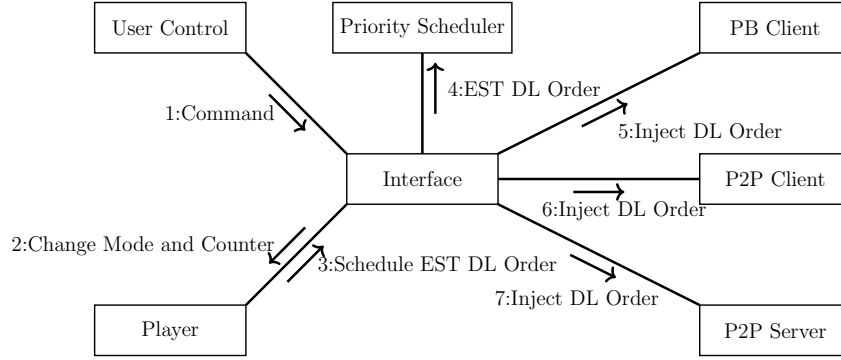 User Control
Priority Scheduler
PB Client
4:EST DL Order
1:Command
5:Inject DL Order
Interface
P2P Client
6:Inject DL Order
2:Change Mode and Counter
3:Schedule EST DL Order
7:Inject DL Order
Player
P2P Server